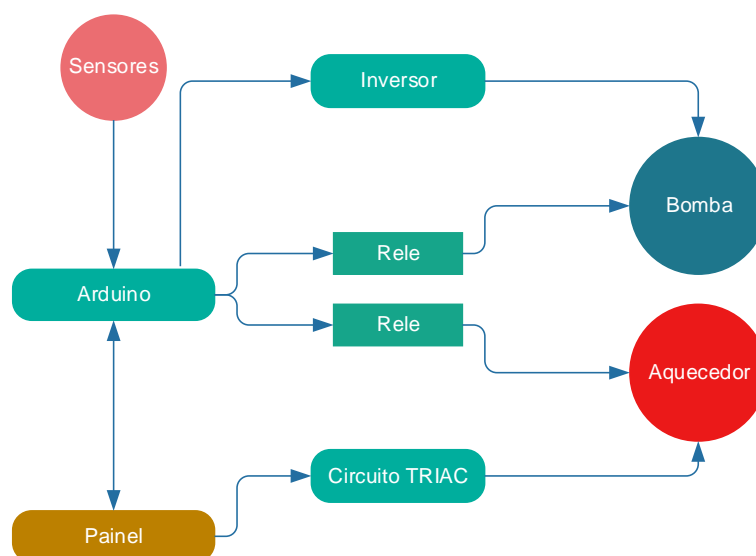 Sensores
Inversor
Bomba
Rele
Arduino
Rele
Aquecedor
Circuito TRIAC
Painel